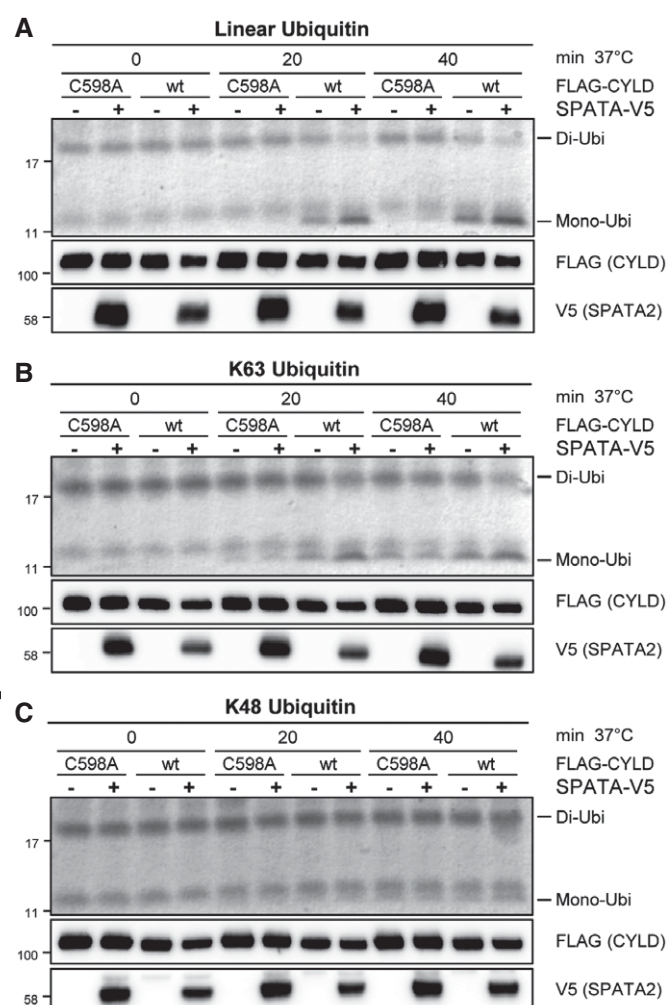 A
Linear Ubiquitin
0 20 40 min 37°C
C598A wt C598A wt C598A wt FLAG-CYLD
- + - + - + - + - + - + SPATA-V5
Di-Ubi
17
Mono-Ubi
11
FLAG (CYLD)
100
58 V5 (SPATA2)
B
K63 Ubiquitin
0 20 40 min 37°C
C598A wt C598A wt C598A wt FLAG-CYLD
- + - + - + - + - + - + SPATA-V5
Di-Ubi
17
Mono-Ubi
11
100 FLAG (CYLD)
58 V5 (SPATA2)
C
K48 Ubiquitin
0 20 40 min 37°C
C598A wt C598A wt C598A wt FLAG-CYLD
- + - + - + - + - + - + SPATA-V5
Di-Ubi
17
Mono-Ubi
11
FLAG (CYLD)
100
V5 (SPATA2)
58